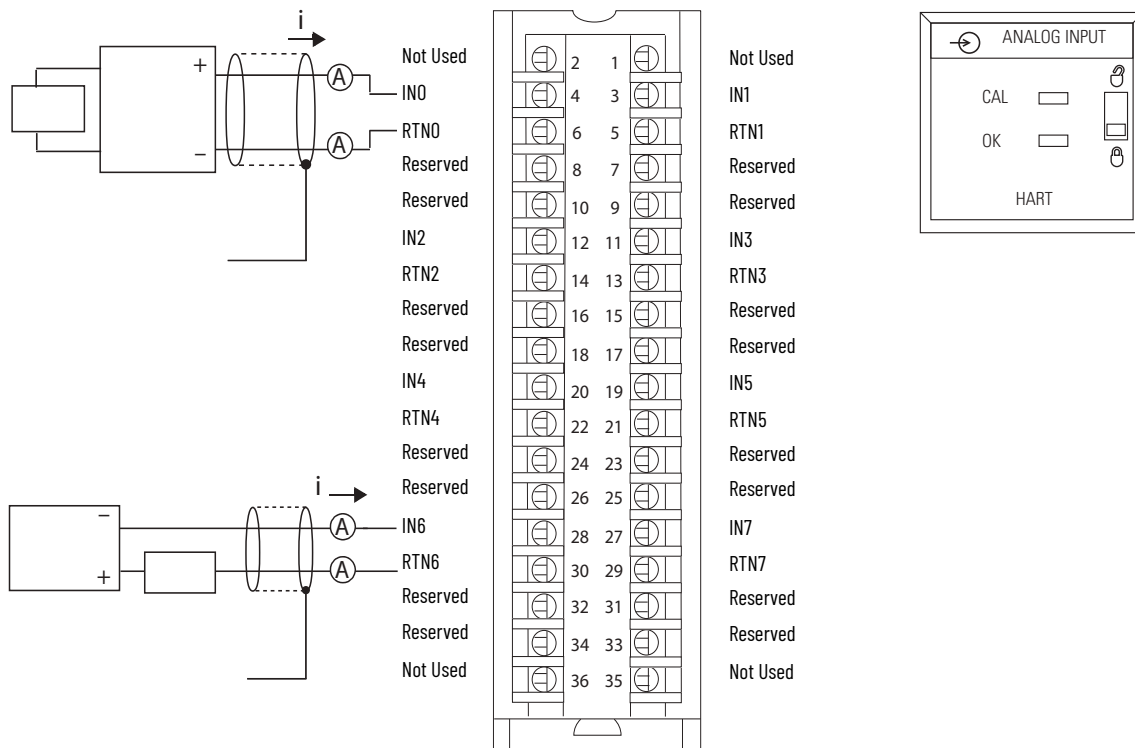 i
+
A
A
−
Not Used
IN0
RTN0
Reserved
Reserved
IN2
RTN2
Reserved
Reserved
IN4
RTN4
Reserved
Reserved
IN6
RTN6
Reserved
Reserved
Not Used
i
−
+
A
A
2 1
4 3
6 5
8 7
10 9
12 11
14 13
16 15
18 17
20 19
22 21
24 23
26 25
28 27
30 29
32 31
34 33
36 35
Not Used
IN1
RTN1
Reserved
Reserved
IN3
RTN3
Reserved
Reserved
IN5
RTN5
Reserved
Reserved
IN7
RTN7
Reserved
Reserved
Not Used
ANALOG INPUT
CAL
OK
HART